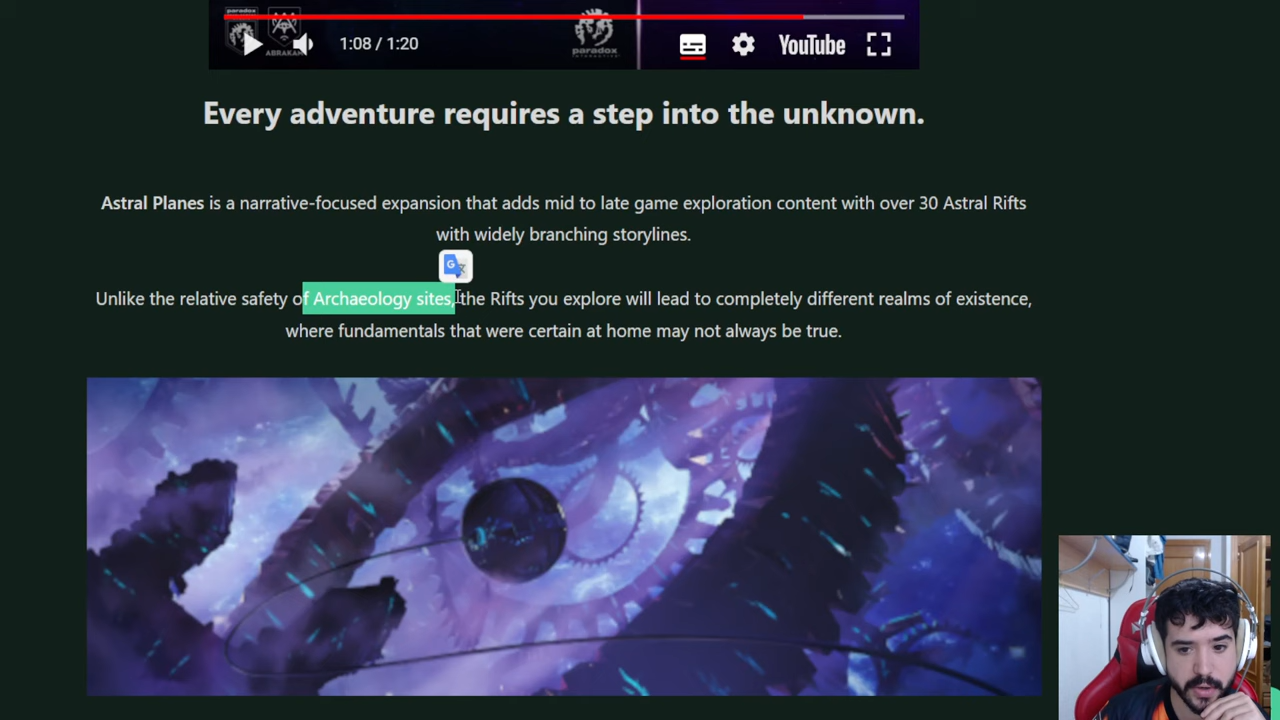 paradox
ABRAKAM
paradox
INTERACTIVE
1:08 / 1:20
YouTube
Every adventure requires a step into the unknown.
Astral Planes is a narrative-focused expansion that adds mid to late game exploration content with over 30 Astral Rifts
with widely branching storylines.
G
Unlike the relative safety of Archaeology sites, the Rifts you explore will lead to completely different realms of existence,
where fundamentals that were certain at home may not always be true.